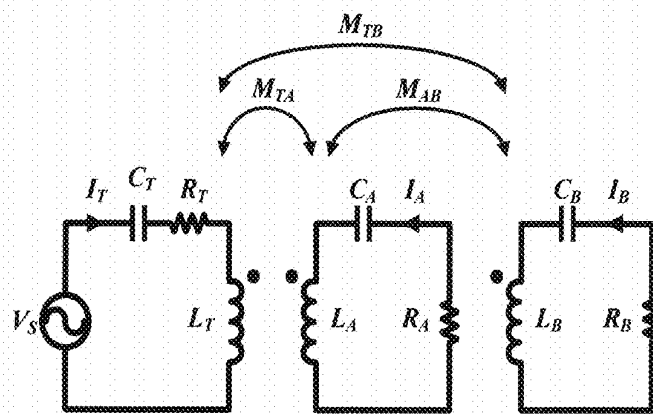 M_TB
M_TA M_AB
I_T C_T R_T C_A I_A C_B I_B
V_S L_T L_A R_A L_B R_B